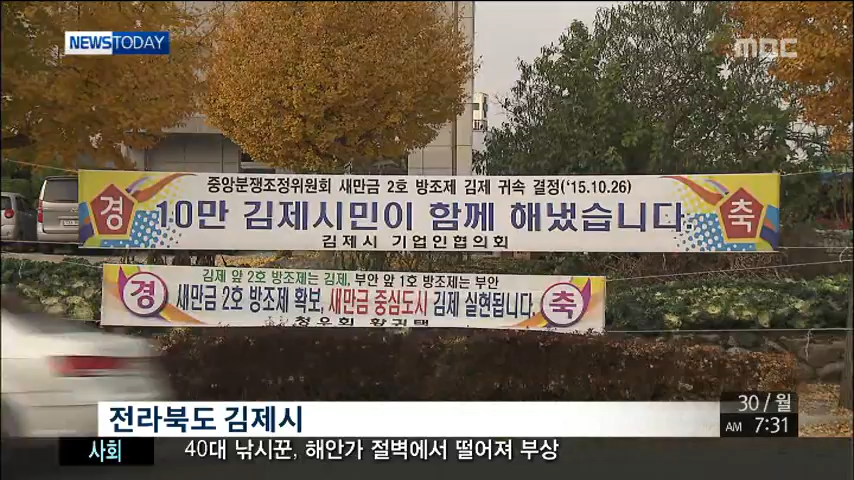 NEWSTODAY
MBC
중앙분쟁조정위원회 새만금 2호 방조제 김제 귀속 결정('15.10.26)
경 10만 김제시민이 함께 해냈습니다. 축
김제시 기업인협의회
김제 앞 2호 방조제는 김제, 부안 앞 1호 방조제는 부안
경 새만금 2호 방조제 확보, 새만금 중심도시 김제 실현됩니다. 축
전라북도 김제시
30/월
AM 7:31
사회 40대 낚시꾼, 해안가 절벽에서 떨어져 부상